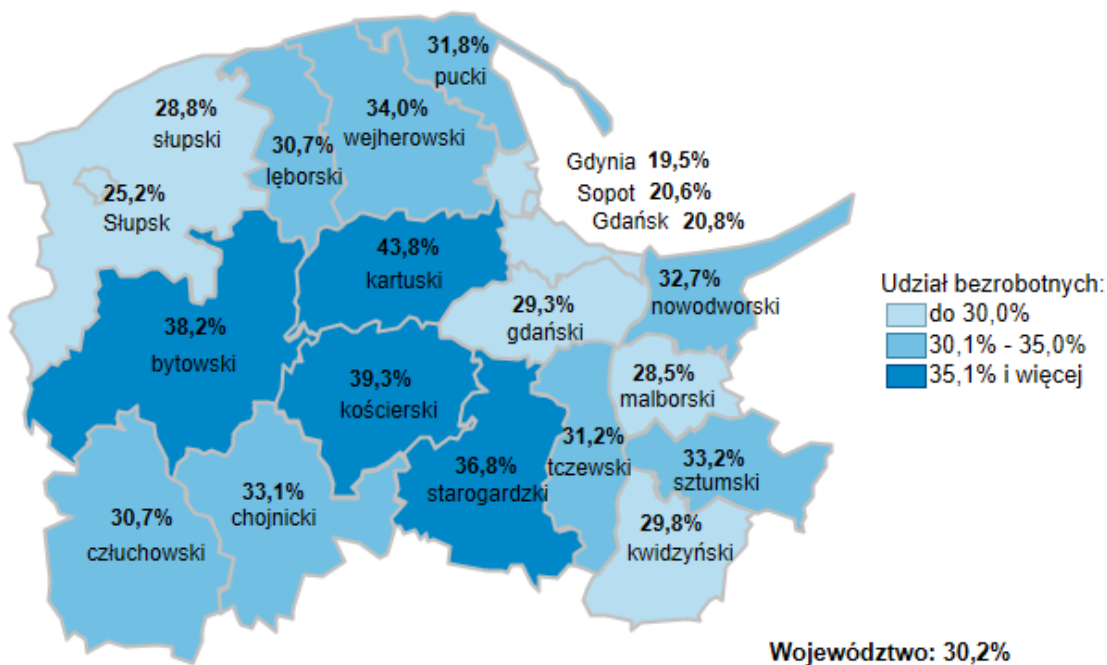 31,8%
pucki
28,8%
słupski
34,0%
wejherowski
30,7%
lęborski
Gdynia 19,5%
Sopot 20,6%
Gdańsk 20,8%
25,2%
Słupsk
43,8%
kartuski
32,7%
nowodworski
29,3%
gdański
38,2%
bytowski
39,3%
kościerski
28,5%
malborski
31,2%
tczewski
36,8%
starogardzki
33,2%
sztumski
33,1%
chojnicki
30,7%
człuchowski
29,8%
kwidzyński
Udział bezrobotnych:
do 30,0%
30,1% - 35,0%
35,1% i więcej
Województwo: 30,2%